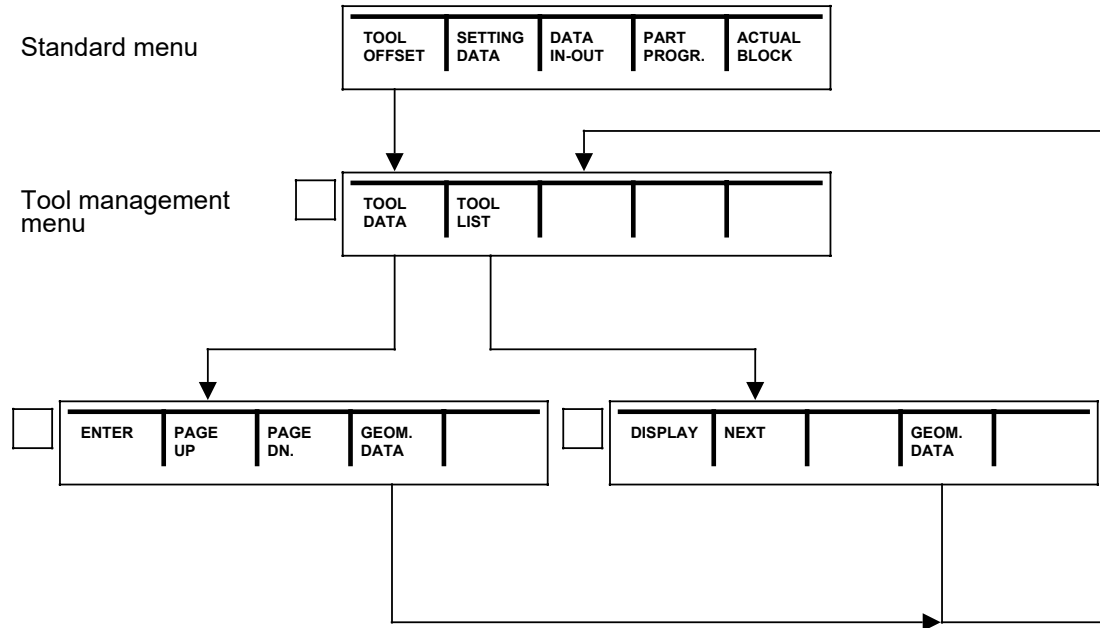 Standard menu
TOOL OFFSET
SETTING DATA
DATA IN-OUT
PART PROGR.
ACTUAL BLOCK
Tool management
menu
TOOL DATA
TOOL LIST
ENTER
PAGE UP
PAGE DN.
GEOM. DATA
DISPLAY
NEXT
GEOM. DATA